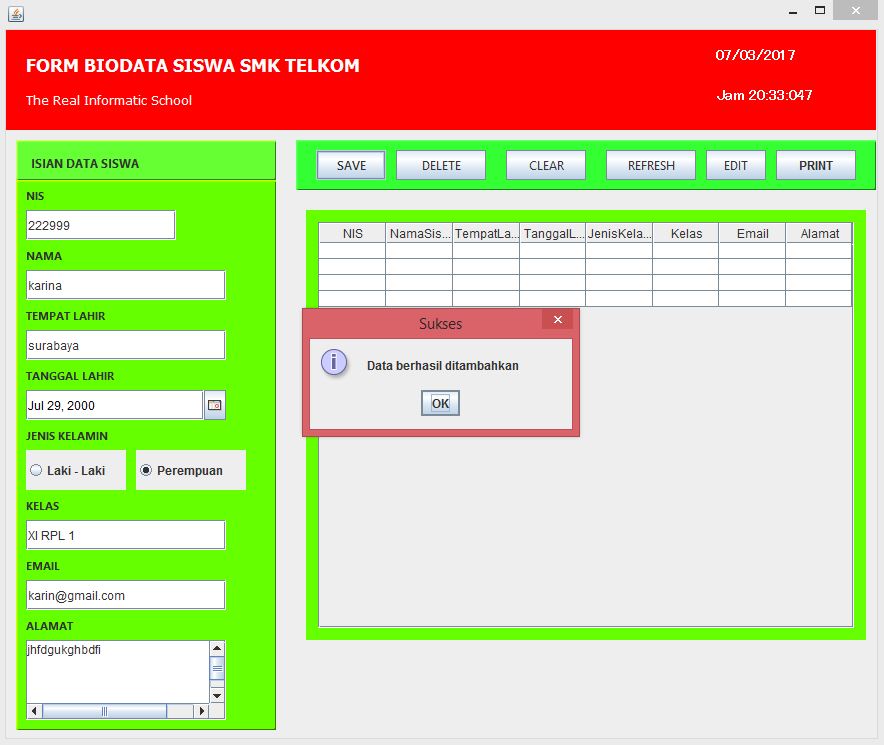 FORM BIODATA SISWA SMK TELKOM
The Real Informatic School
07/03/2017
Jam 20:33:047
ISIAN DATA SISWA
NIS
222999
NAMA
karina
TEMPAT LAHIR
surabaya
TANGGAL LAHIR
Jul 29, 2000
JENIS KELAMIN
Laki - Laki Perempuan
KELAS
XI RPL 1
EMAIL
karin@gmail.com
ALAMAT
jhfdgukghbdfi
SAVE DELETE CLEAR REFRESH EDIT PRINT
NIS NamaSis... TempatLa... TanggalL... JenisKela... Kelas Email Alamat
Sukses
Data berhasil ditambahkan
OK